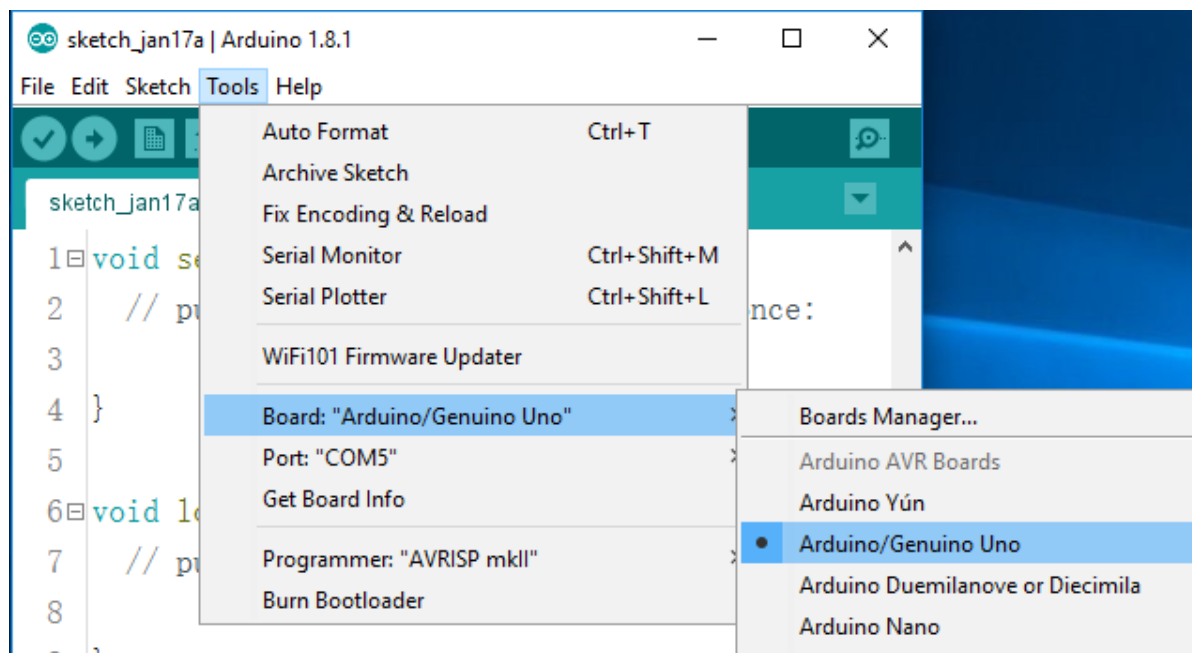 sketch_jan17a | Arduino 1.8.1
File Edit Sketch Tools Help
Auto Format Ctrl+T
Archive Sketch
Fix Encoding & Reload
Serial Monitor Ctrl+Shift+M
Serial Plotter Ctrl+Shift+L
WiFi101 Firmware Updater
Board: "Arduino/Genuino Uno"
Port: "COM5"
Get Board Info
Programmer: "AVRISP mkII"
Burn Bootloader
Boards Manager...
Arduino AVR Boards
Arduino Yún
Arduino/Genuino Uno
Arduino Duemilanove or Diecimila
Arduino Nano
sketch_jan17a
1 void se
2 // pu nce:
3
4 }
5
6 void lo
7 // pu
8